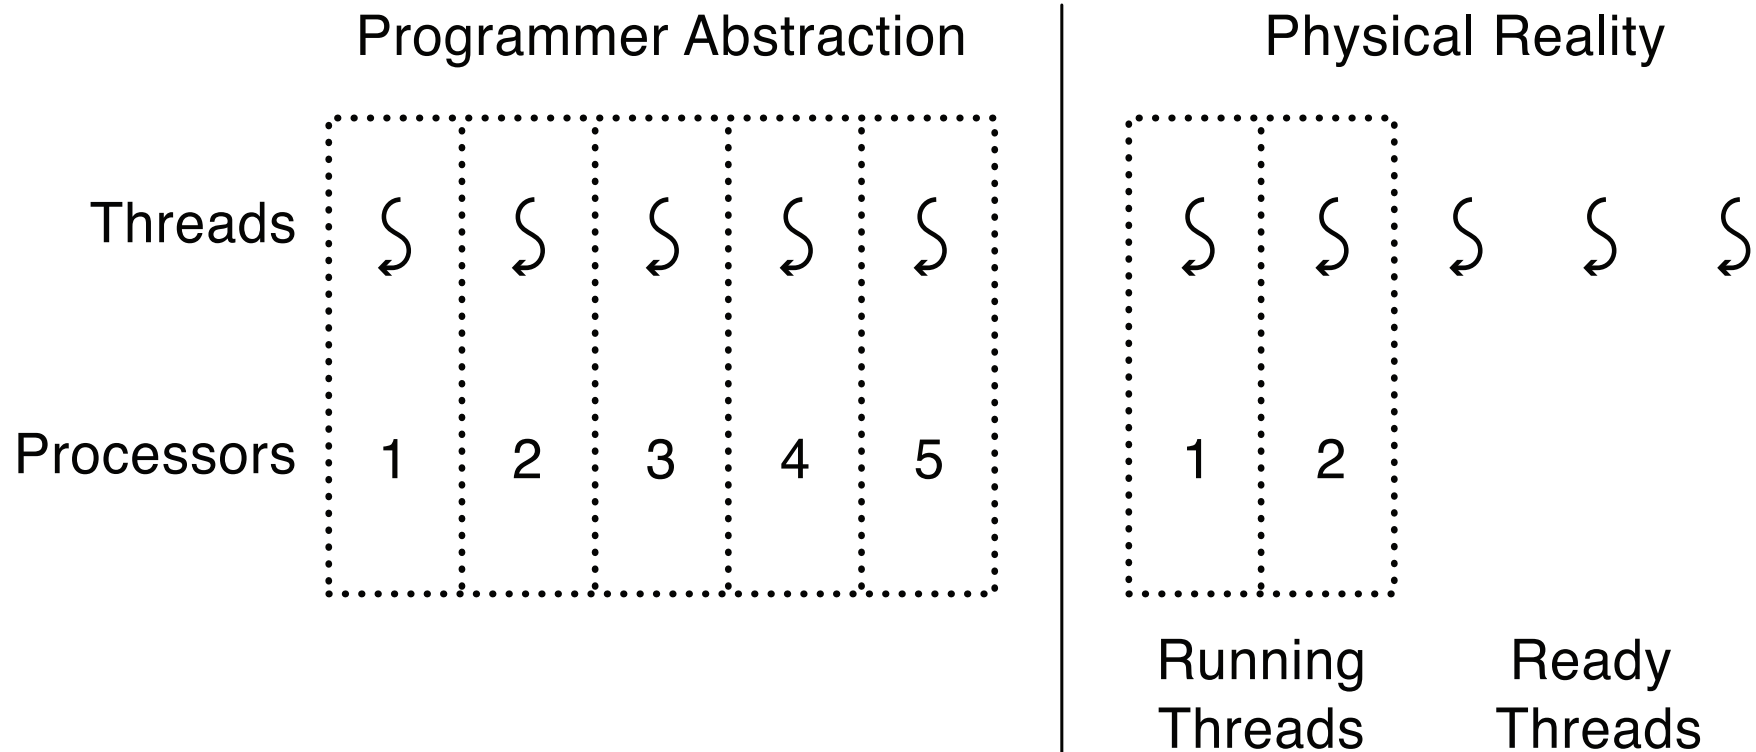 Programmer Abstraction
Physical Reality
Threads
Processors 1 2 3 4 5
1 2
Running
Threads
Ready
Threads